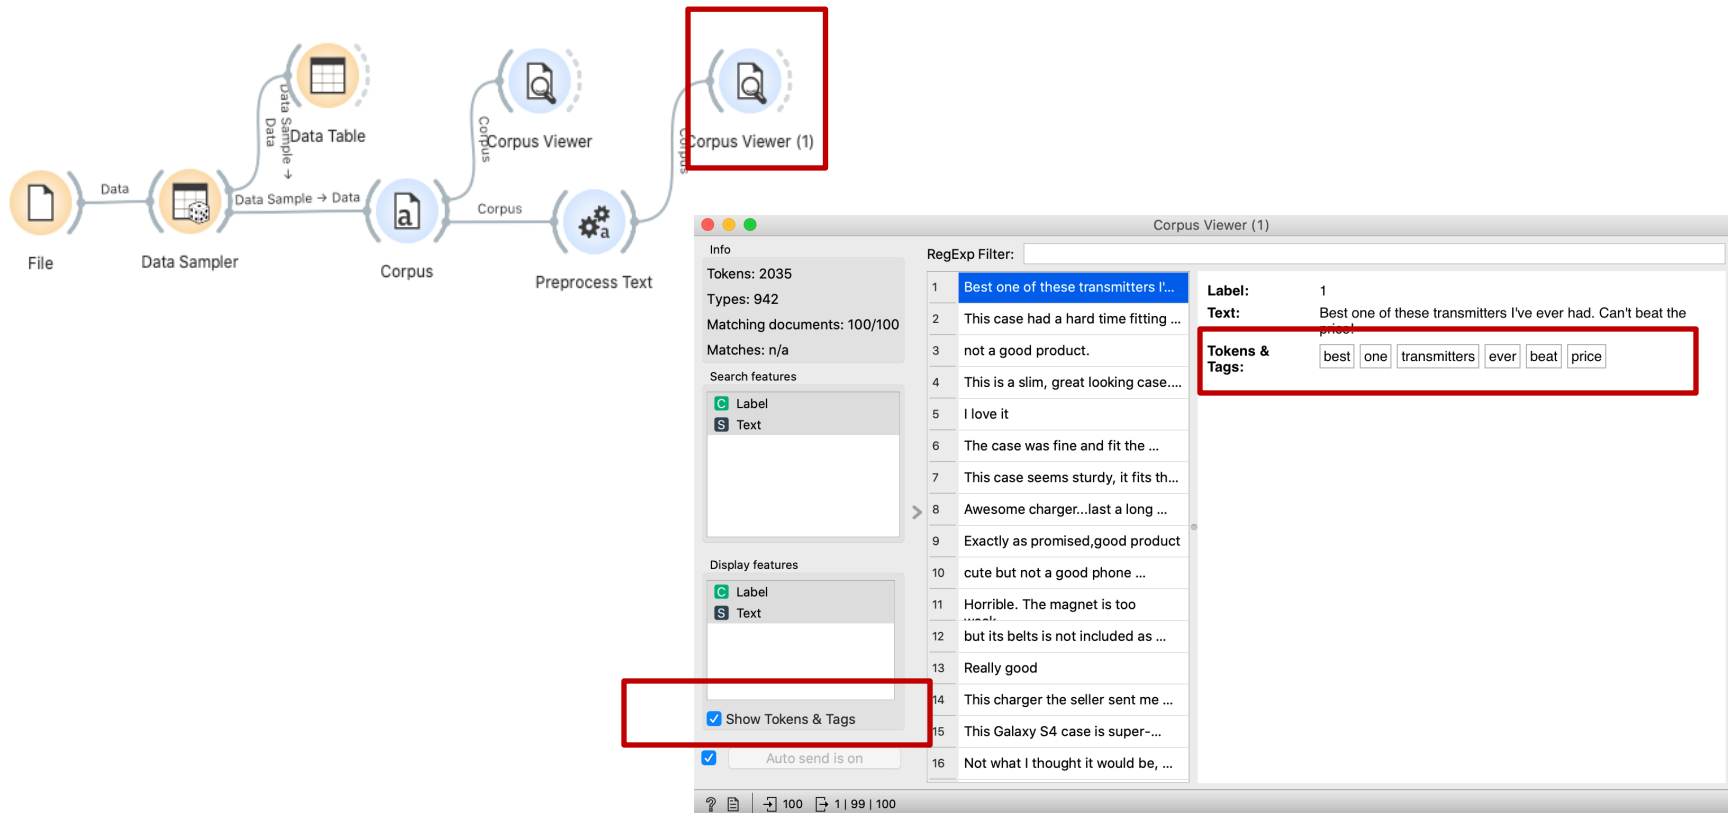 Data Table
Corpus Viewer
Corpus Viewer (1)
Data Sample → Data
Corpus
Corpus
Data
Data Sample → Data
Corpus
File
Data Sampler
Corpus
Preprocess Text
a
a
Corpus Viewer (1)
Info
Tokens: 2035
Types: 942
Matching documents: 100/100
Matches: n/a
Search features
C Label
S Text
Display features
C Label
S Text
Show Tokens & Tags
Auto send is on
RegExp Filter:
1 Best one of these transmitters I'...
2 This case had a hard time fitting ...
3 not a good product.
4 This is a slim, great looking case....
5 I love it
6 The case was fine and fit the ...
7 This case seems sturdy, it fits th...
8 Awesome charger...last a long ...
9 Exactly as promised,good product
10 cute but not a good phone ...
11 Horrible. The magnet is too
12 but its belts is not included as ...
13 Really good
14 This charger the seller sent me ...
15 This Galaxy S4 case is super-...
16 Not what I thought it would be, ...
Label: 1
Text: Best one of these transmitters I've ever had. Can't beat the
price!
Tokens &
Tags:
best one transmitters ever beat price
? 100 1 | 99 | 100